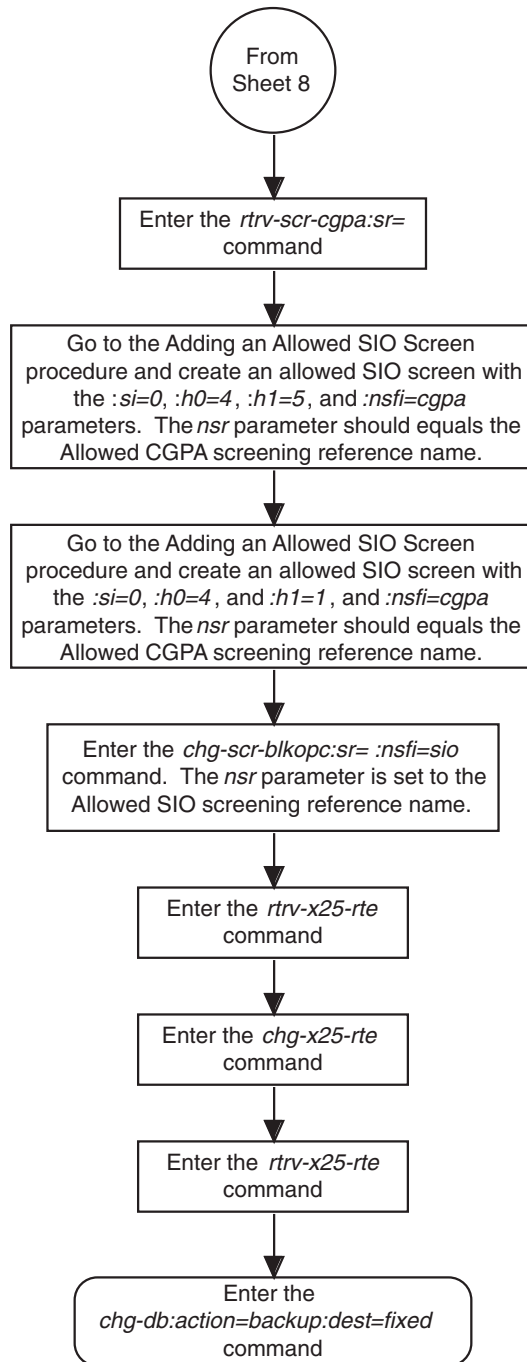 From
Sheet 8
Enter the rtrv-scr-cgpa:sr=
command
Go to the Adding an Allowed SIO Screen
procedure and create an allowed SIO screen with
the :si=0, :h0=4, :h1=5, and :nsfi=cgpa
parameters. The nsr parameter should equals the
Allowed CGPA screening reference name.
Go to the Adding an Allowed SIO Screen
procedure and create an allowed SIO screen with
the :si=0, :h0=4, and :h1=1, and :nsfi=cgpa
parameters. The nsr parameter should equals the
Allowed CGPA screening reference name.
Enter the chg-scr-blkopc:sr= :nsfi=sio
command. The nsr parameter is set to the
Allowed SIO screening reference name.
Enter the rtrv-x25-rte
command
Enter the chg-x25-rte
command
Enter the rtrv-x25-rte
command
Enter the
chg-db:action=backup:dest=fixed
command